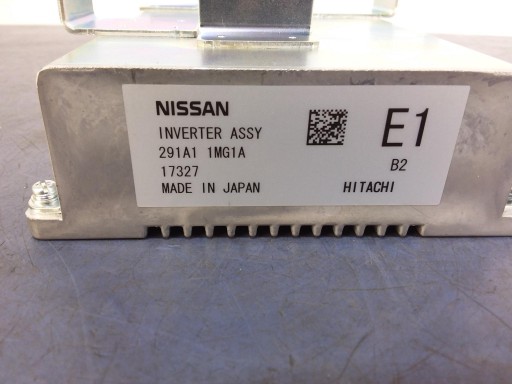 NISSAN
INVERTER ASSY
291A1 1MG1A
17327
MADE IN JAPAN
E1
B2
HITACHI